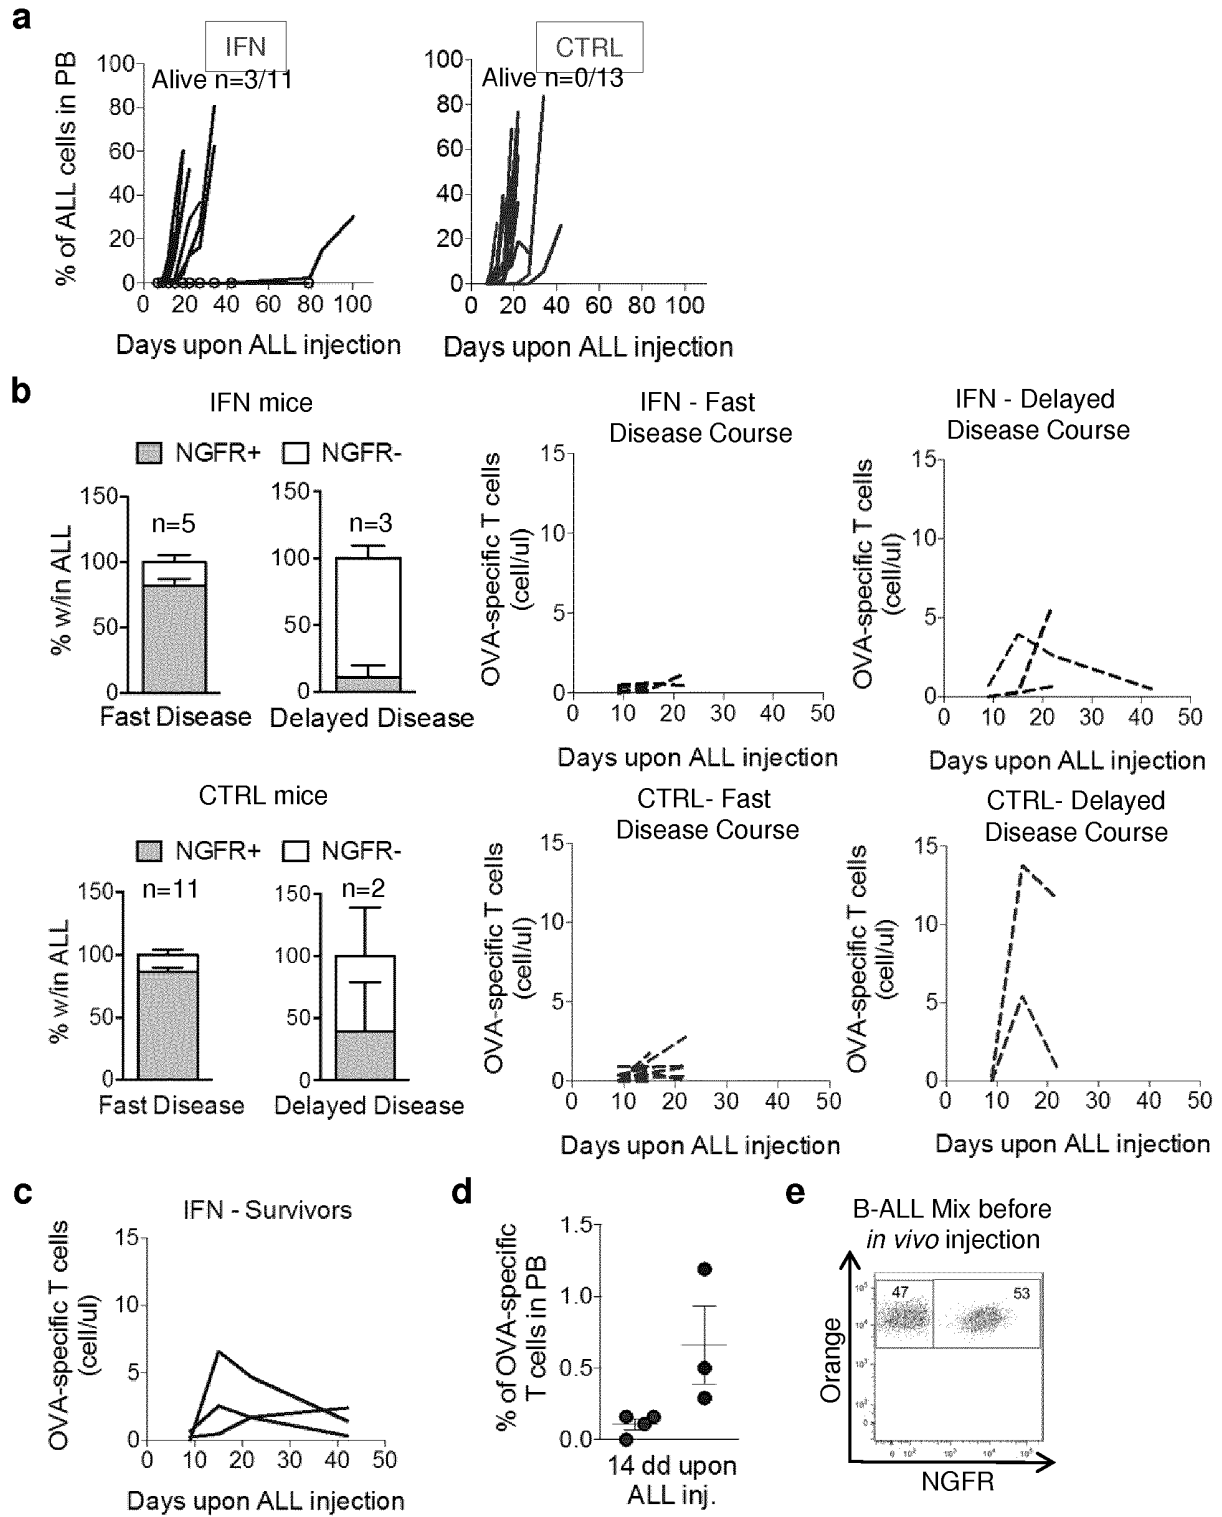 a
IFN
CTRL
Alive n=3/11
Alive n=0/13
% of ALL cells in PB
100
80
60
40
20
0
0 20 40 60 80 100
Days upon ALL injection
100
80
60
40
20
0
0 20 40 60 80 100
Days upon ALL injection
b
IFN mice
NGFR+ NGFR-
% w/in ALL
150
100
50
0
n=5
Fast Disease
150
100
50
0
n=3
Delayed Disease
IFN - Fast
Disease Course
OVA-specific T cells
(cell/ul)
15
10
5
0
0 10 20 30 40 50
Days upon ALL injection
IFN - Delayed
Disease Course
OVA-specific T cells
(cell/ul)
15
10
5
0
0 10 20 30 40 50
Days upon ALL injection
CTRL mice
NGFR+ NGFR-
% w/in ALL
150
100
50
0
n=11
Fast Disease
150
100
50
0
n=2
Delayed Disease
CTRL- Fast
Disease Course
OVA-specific T cells
(cell/ul)
15
10
5
0
0 10 20 30 40 50
Days upon ALL injection
CTRL- Delayed
Disease Course
OVA-specific T cells
(cell/ul)
15
10
5
0
0 10 20 30 40 50
Days upon ALL injection
c
IFN - Survivors
OVA-specific T cells
(cell/ul)
15
10
5
0
0 10 20 30 40 50
Days upon ALL injection
d
% of OVA-specific
T cells in PB
1.5
1.0
0.5
0.0
14 dd upon
ALL inj.
e
B-ALL Mix before
in vivo injection
Orange
47
53
10⁵
10⁴
10³
10²
0
0 10² 10³ 10⁴ 10⁵
NGFR